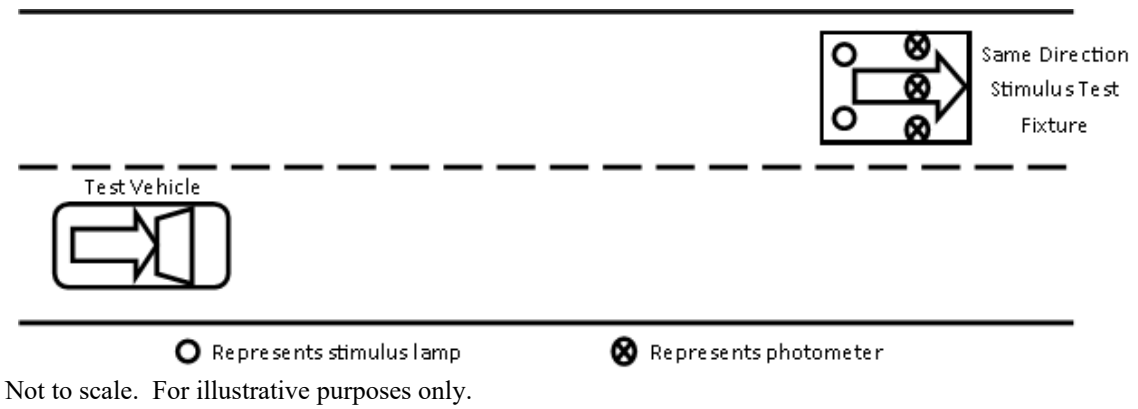 Same Direction
Stimulus Test
Fixture
Test Vehicle
Represents stimulus lamp
Represents photometer
Not to scale. For illustrative purposes only.